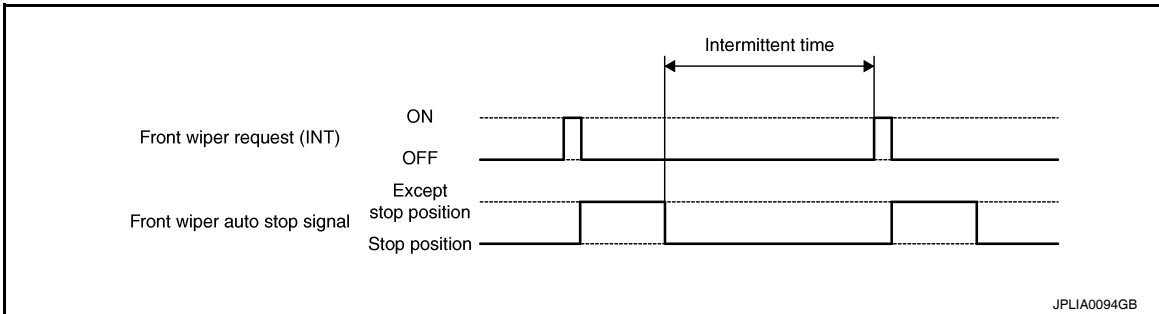 Intermittent time
Front wiper request (INT)
ON
OFF
Front wiper auto stop signal
Except
stop position
Stop position
JPLIA0094GB